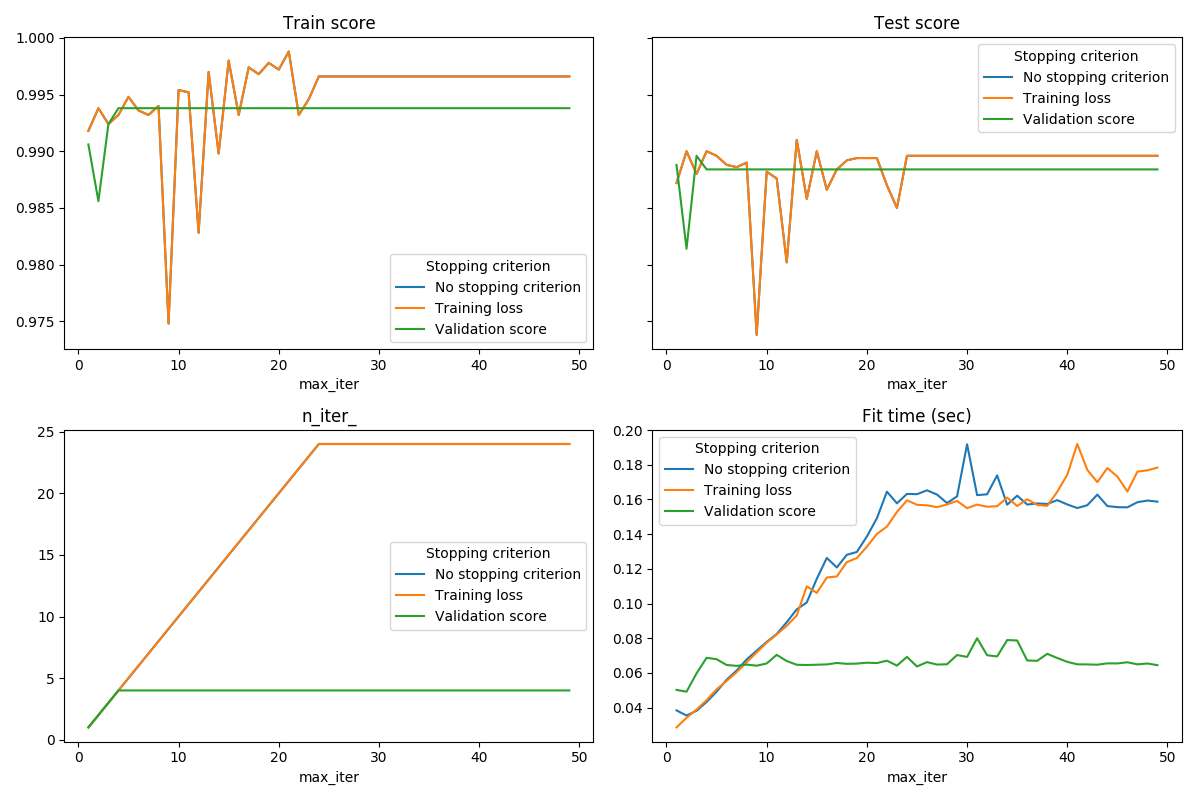 Train score
1.000
0.995
0.990
0.985
0.980
0.975
Stopping criterion
No stopping criterion
Training loss
Validation score
0 10 20 30 40 50
max_iter
Test score
Stopping criterion
No stopping criterion
Training loss
Validation score
0 10 20 30 40 50
max_iter
n_iter_
25
20
15
10
5
0
Stopping criterion
No stopping criterion
Training loss
Validation score
0 10 20 30 40 50
max_iter
Fit time (sec)
0.20
0.18
0.16
0.14
0.12
0.10
0.08
0.06
0.04
Stopping criterion
No stopping criterion
Training loss
Validation score
0 10 20 30 40 50
max_iter